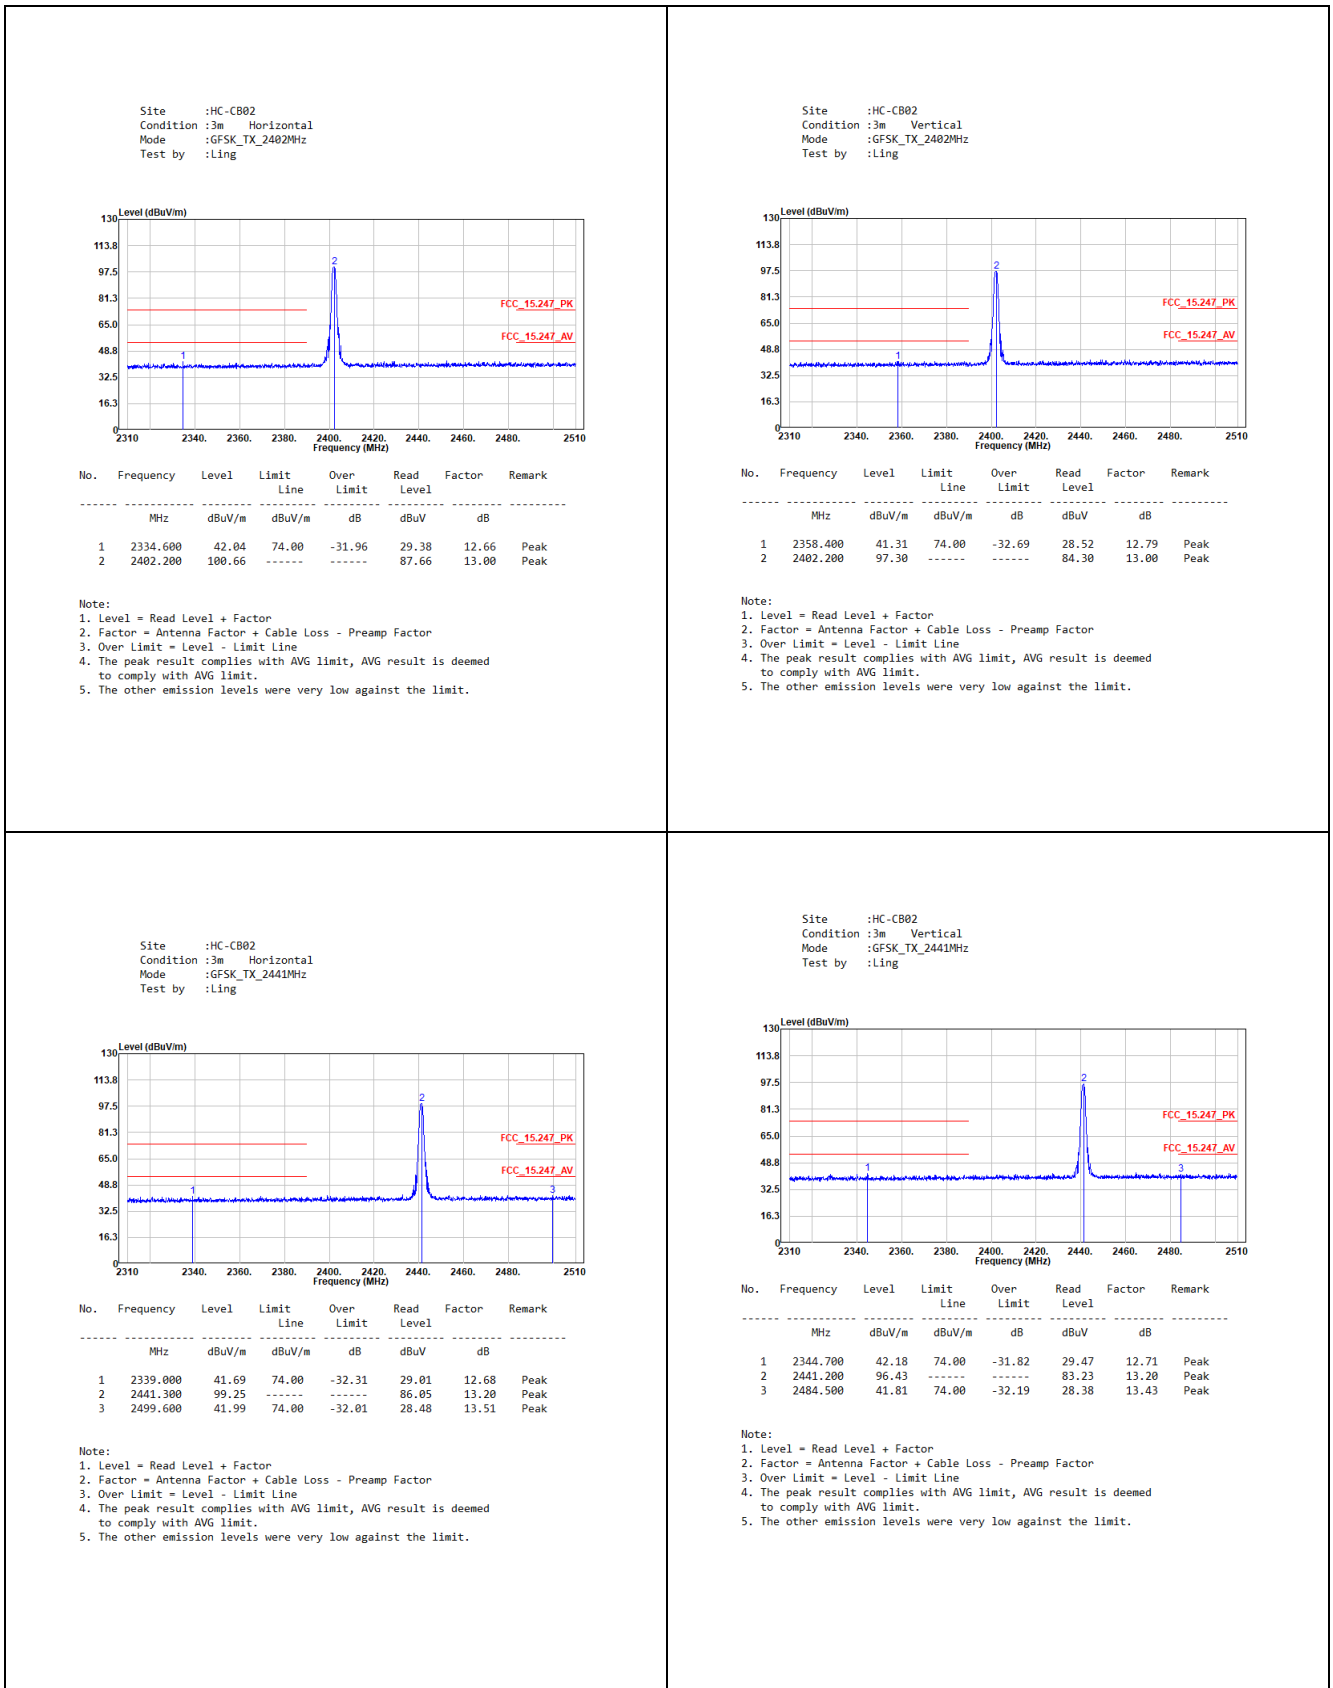 Site      :HC-CB02
Condition :3m    Horizontal
Mode      :GFSK_TX_2402MHz
Test by   :Ling
Level (dBuV/m)
130
113.8
97.5
81.3
65.0
48.8
32.5
16.3
0
2
1
FCC_15.247_PK
FCC_15.247_AV
2310 2340. 2360. 2380. 2400. 2420. 2440. 2460. 2480. 2510
Frequency (MHz)
No. Frequency Level Limit Over Read Factor Remark
Line Limit Level
------ ----------- -------- -------- --------- -------- -------- ---------
MHz dBuV/m dBuV/m dB dBuV dB
1 2334.600 42.04 74.00 -31.96 29.38 12.66 Peak
2 2402.200 100.66 ------ ------ 87.66 13.00 Peak
Note:
1. Level = Read Level + Factor
2. Factor = Antenna Factor + Cable Loss - Preamp Factor
3. Over Limit = Level - Limit Line
4. The peak result complies with AVG limit, AVG result is deemed
to comply with AVG limit.
5. The other emission levels were very low against the limit.
Site      :HC-CB02
Condition :3m    Vertical
Mode      :GFSK_TX_2402MHz
Test by   :Ling
Level (dBuV/m)
130
113.8
97.5
81.3
65.0
48.8
32.5
16.3
0
2
1
FCC_15.247_PK
FCC_15.247_AV
2310 2340. 2360. 2380. 2400. 2420. 2440. 2460. 2480. 2510
Frequency (MHz)
No. Frequency Level Limit Over Read Factor Remark
Line Limit Level
------ ----------- -------- -------- --------- -------- -------- ---------
MHz dBuV/m dBuV/m dB dBuV dB
1 2358.400 41.31 74.00 -32.69 28.52 12.79 Peak
2 2402.200 97.30 ------ ------ 84.30 13.00 Peak
Note:
1. Level = Read Level + Factor
2. Factor = Antenna Factor + Cable Loss - Preamp Factor
3. Over Limit = Level - Limit Line
4. The peak result complies with AVG limit, AVG result is deemed
to comply with AVG limit.
5. The other emission levels were very low against the limit.
Site      :HC-CB02
Condition :3m    Horizontal
Mode      :GFSK_TX_2441MHz
Test by   :Ling
Level (dBuV/m)
130
113.8
97.5
81.3
65.0
48.8
32.5
16.3
0
2
1
3
FCC_15.247_PK
FCC_15.247_AV
2310 2340. 2360. 2380. 2400. 2420. 2440. 2460. 2480. 2510
Frequency (MHz)
No. Frequency Level Limit Over Read Factor Remark
Line Limit Level
------ ----------- -------- -------- --------- -------- -------- ---------
MHz dBuV/m dBuV/m dB dBuV dB
1 2339.000 41.69 74.00 -32.31 29.01 12.68 Peak
2 2441.300 99.25 ------ ------ 86.05 13.20 Peak
3 2499.600 41.99 74.00 -32.01 28.48 13.51 Peak
Note:
1. Level = Read Level + Factor
2. Factor = Antenna Factor + Cable Loss - Preamp Factor
3. Over Limit = Level - Limit Line
4. The peak result complies with AVG limit, AVG result is deemed
to comply with AVG limit.
5. The other emission levels were very low against the limit.
Site      :HC-CB02
Condition :3m    Vertical
Mode      :GFSK_TX_2441MHz
Test by   :Ling
Level (dBuV/m)
130
113.8
97.5
81.3
65.0
48.8
32.5
16.3
0
2
1
3
FCC_15.247_PK
FCC_15.247_AV
2310 2340. 2360. 2380. 2400. 2420. 2440. 2460. 2480. 2510
Frequency (MHz)
No. Frequency Level Limit Over Read Factor Remark
Line Limit Level
------ ----------- -------- -------- --------- -------- -------- ---------
MHz dBuV/m dBuV/m dB dBuV dB
1 2344.700 42.18 74.00 -31.82 29.47 12.71 Peak
2 2441.200 96.43 ------ ------ 83.23 13.20 Peak
3 2484.500 41.81 74.00 -32.19 28.38 13.43 Peak
Note:
1. Level = Read Level + Factor
2. Factor = Antenna Factor + Cable Loss - Preamp Factor
3. Over Limit = Level - Limit Line
4. The peak result complies with AVG limit, AVG result is deemed
to comply with AVG limit.
5. The other emission levels were very low against the limit.